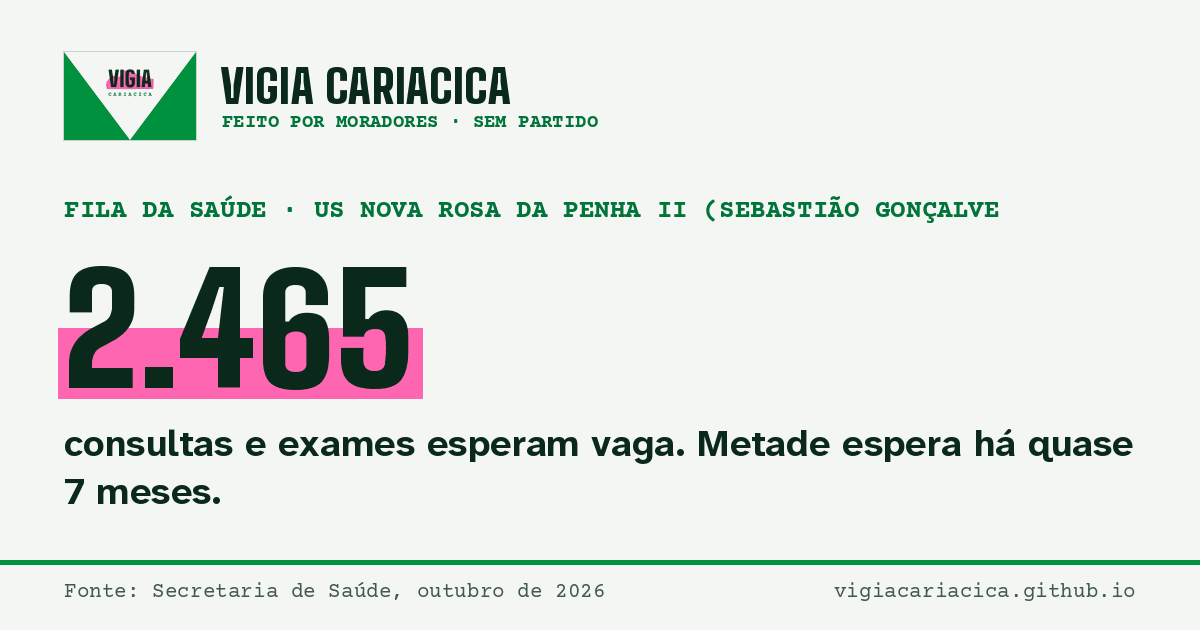 VIGIA
CARIACICA
VIGIA CARIACICA
FEITO POR MORADORES · SEM PARTIDO
FILA DA SAÚDE · US NOVA ROSA DA PENHA II (SEBASTIÃO GONÇALVE
2.465
consultas e exames esperam vaga. Metade espera há quase
7 meses.
Fonte: Secretaria de Saúde, outubro de 2026
vigiacariacica.github.io